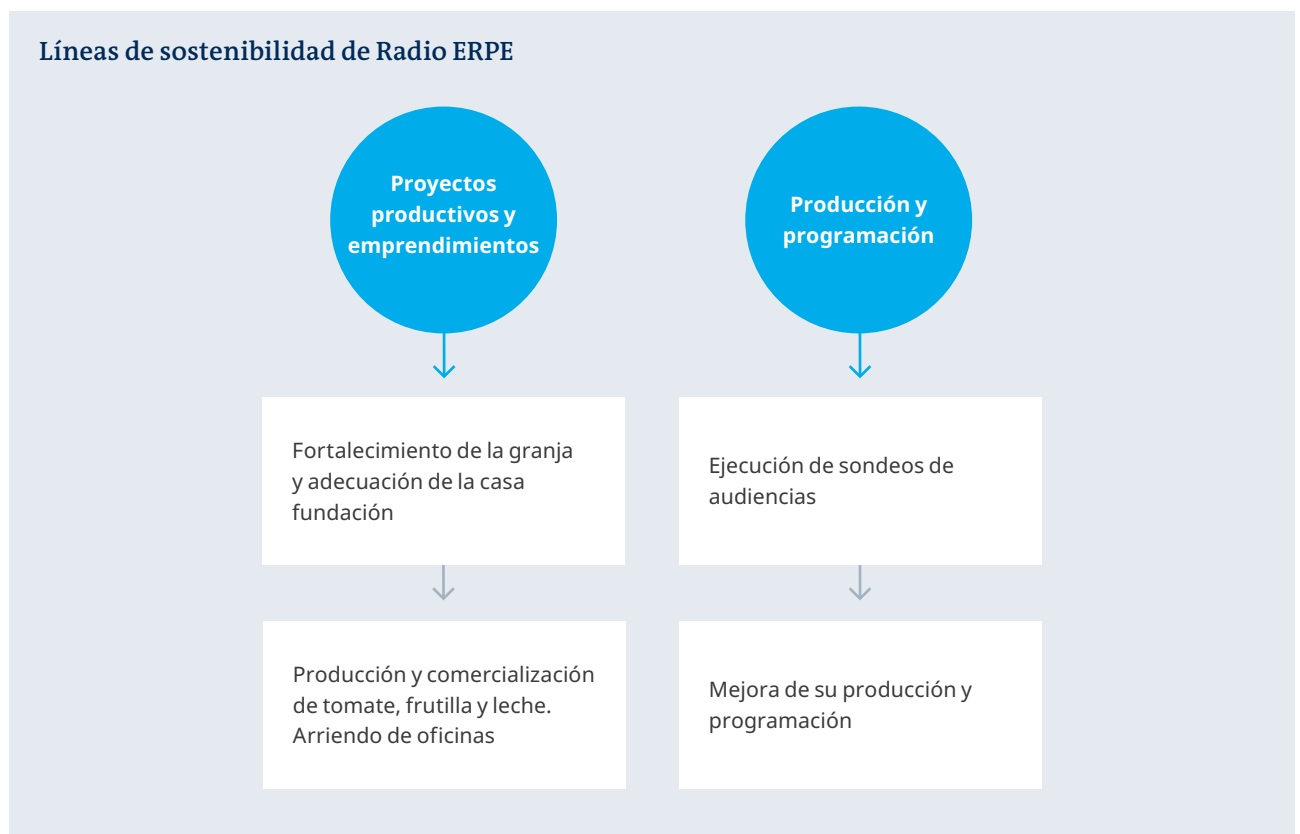 Líneas de sostenibilidad de Radio ERPE
Proyectos
productivos y
emprendimientos
Fortalecimiento de la granja
y adecuación de la casa
fundación
Producción y comercialización
de tomate, frutilla y leche.
Arriendo de oficinas
Producción y
programación
Ejecución de sondeos de
audiencias
Mejora de su producción y
programación